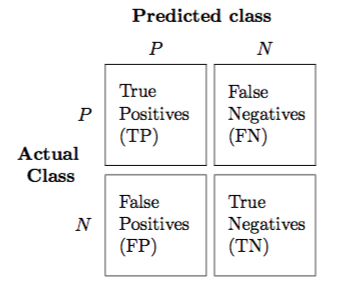 Predicted class
P N
True
Positives
(TP)
False
Negatives
(FN)
P
Actual
Class
N
False
Positives
(FP)
True
Negatives
(TN)